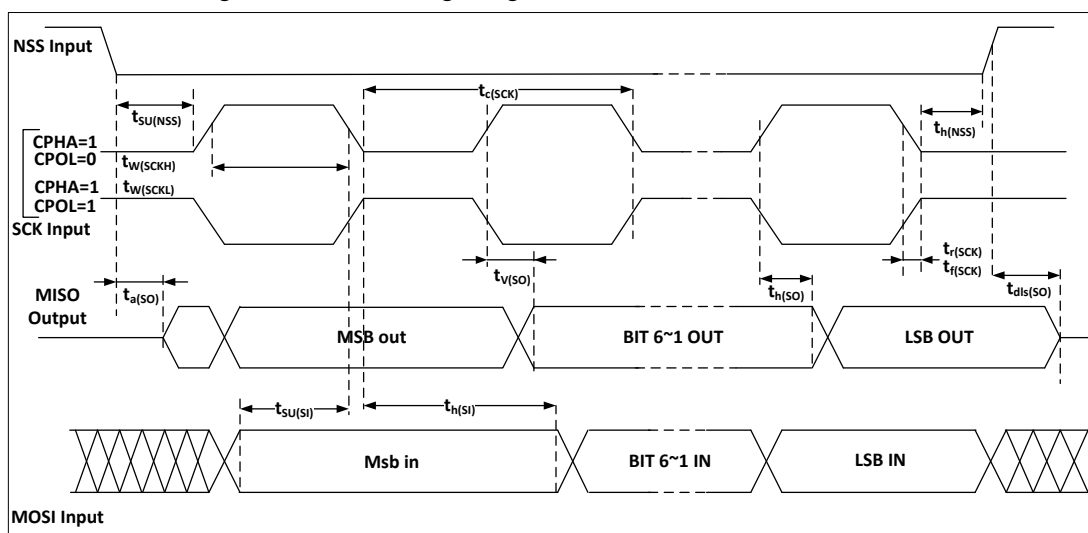 NSS Input
tc(SCK)
tSU(NSS)
th(NSS)
CPHA=1
CPOL=0
tW(SCKH)
CPHA=1
tW(SCKL)
CPOL=1
SCK Input
tr(SCK)
tf(SCK)
tV(SO)
ta(SO)
th(SO)
tdis(SO)
MISO
Output
MSB out
BIT 6~1 OUT
LSB OUT
tSU(SI)
th(SI)
Msb in
BIT 6~1 IN
LSB IN
MOSI Input